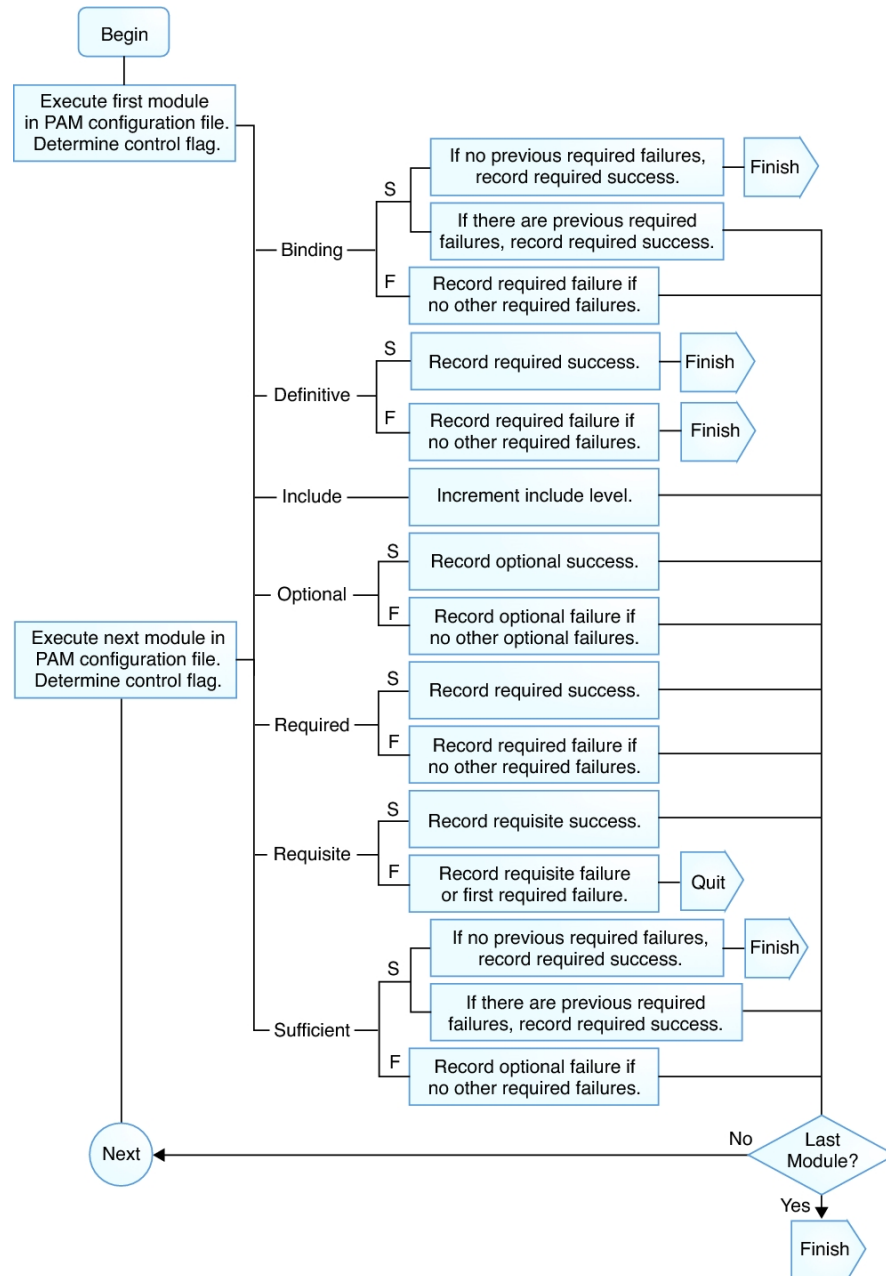 Begin
Execute first module
in PAM configuration file.
Determine control flag.
Binding
S
If no previous required failures,
record required success.
Finish
If there are previous required
failures, record required success.
F
Record required failure if
no other required failures.
Definitive
S
Record required success.
Finish
F
Record required failure if
no other required failures.
Finish
Include
Increment include level.
Optional
S
Record optional success.
F
Record optional failure if
no other optional failures.
Execute next module in
PAM configuration file.
Determine control flag.
Required
S
Record required success.
F
Record required failure if
no other required failures.
Requisite
S
Record requisite success.
F
Record requisite failure
or first required failure.
Quit
Sufficient
S
If no previous required failures,
record required success.
Finish
If there are previous required
failures, record required success.
F
Record optional failure if
no other required failures.
Last
Module?
No
Next
Yes
Finish